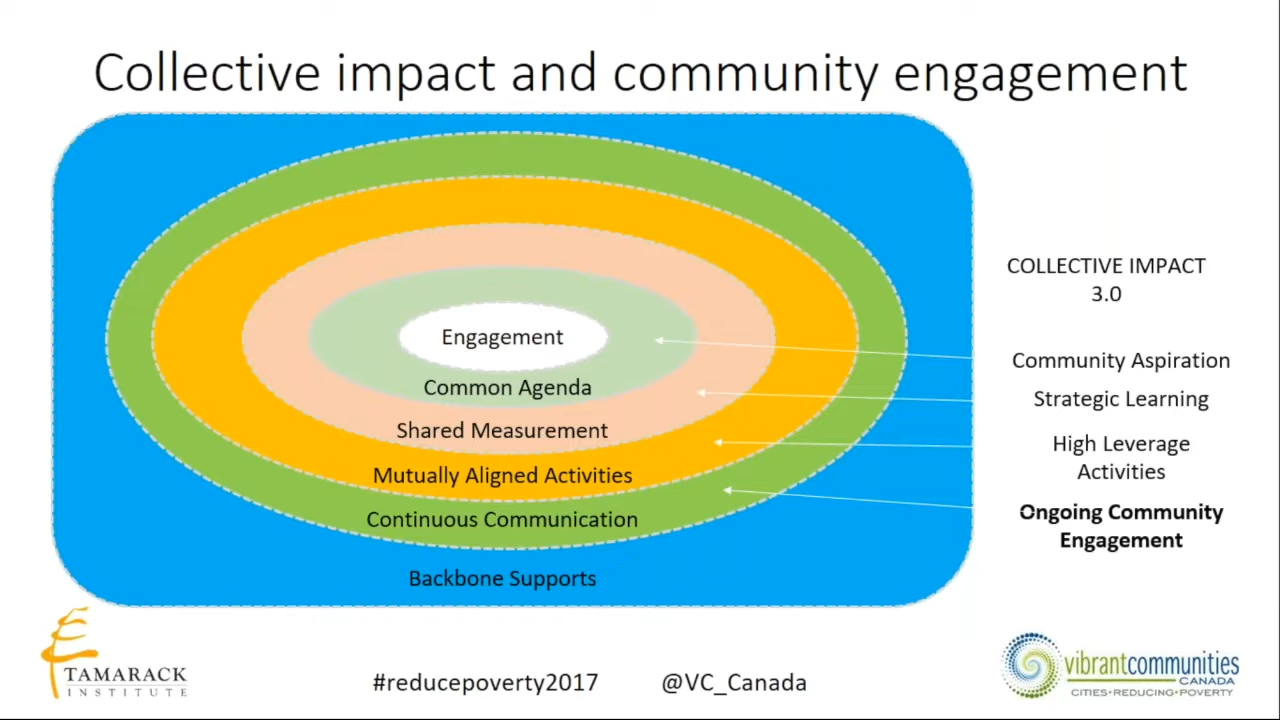 Collective impact and community engagement
Engagement
Common Agenda
Shared Measurement
Mutually Aligned Activities
Continuous Communication
Backbone Supports
COLLECTIVE IMPACT
3.0
Community Aspiration
Strategic Learning
High Leverage
Activities
Ongoing Community
Engagement
TAMARACK
INSTITUTE
#reducepoverty2017
@VC_Canada
vibrantcommunities
CANADA
CITIES•REDUCING•POVERTY